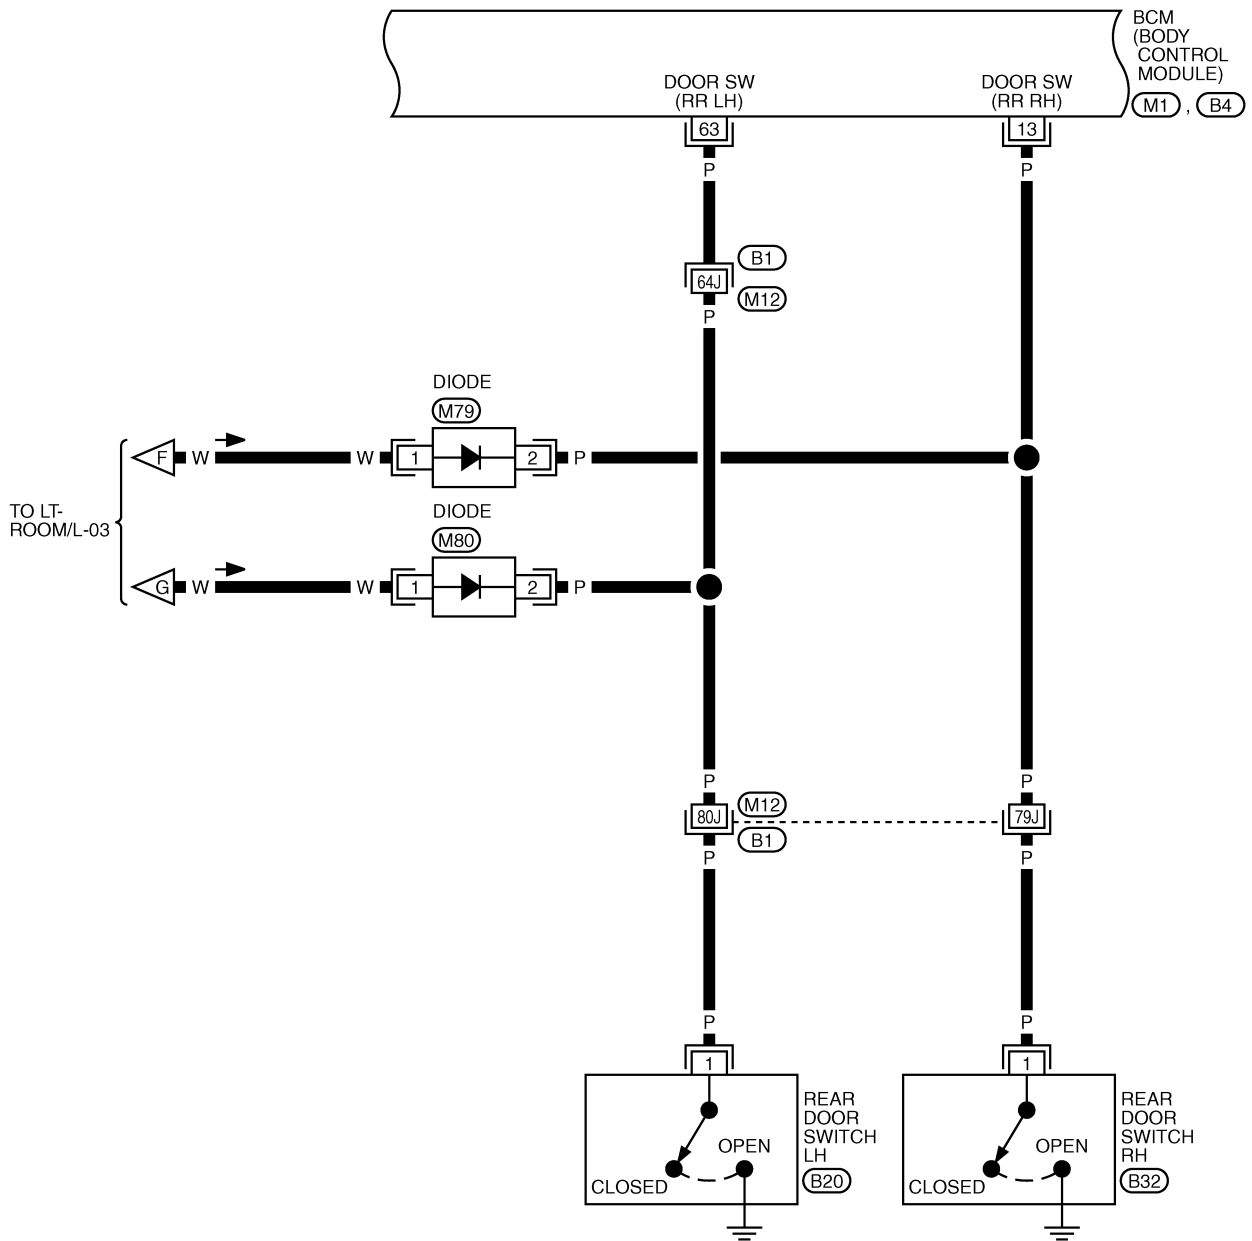 BCM
(BODY
CONTROL
MODULE)
M1 , B4
DOOR SW
(RR LH)
DOOR SW
(RR RH)
63
13
P
P
B1
64J
M12
P
DIODE
M79
F
W
W
1
2
P
TO LT-
ROOM/L-03
DIODE
M80
G
W
W
1
2
P
P
P
M12
80J
79J
B1
P
P
P
P
1
1
REAR
DOOR
SWITCH
LH
B20
OPEN
CLOSED
REAR
DOOR
SWITCH
RH
B32
OPEN
CLOSED